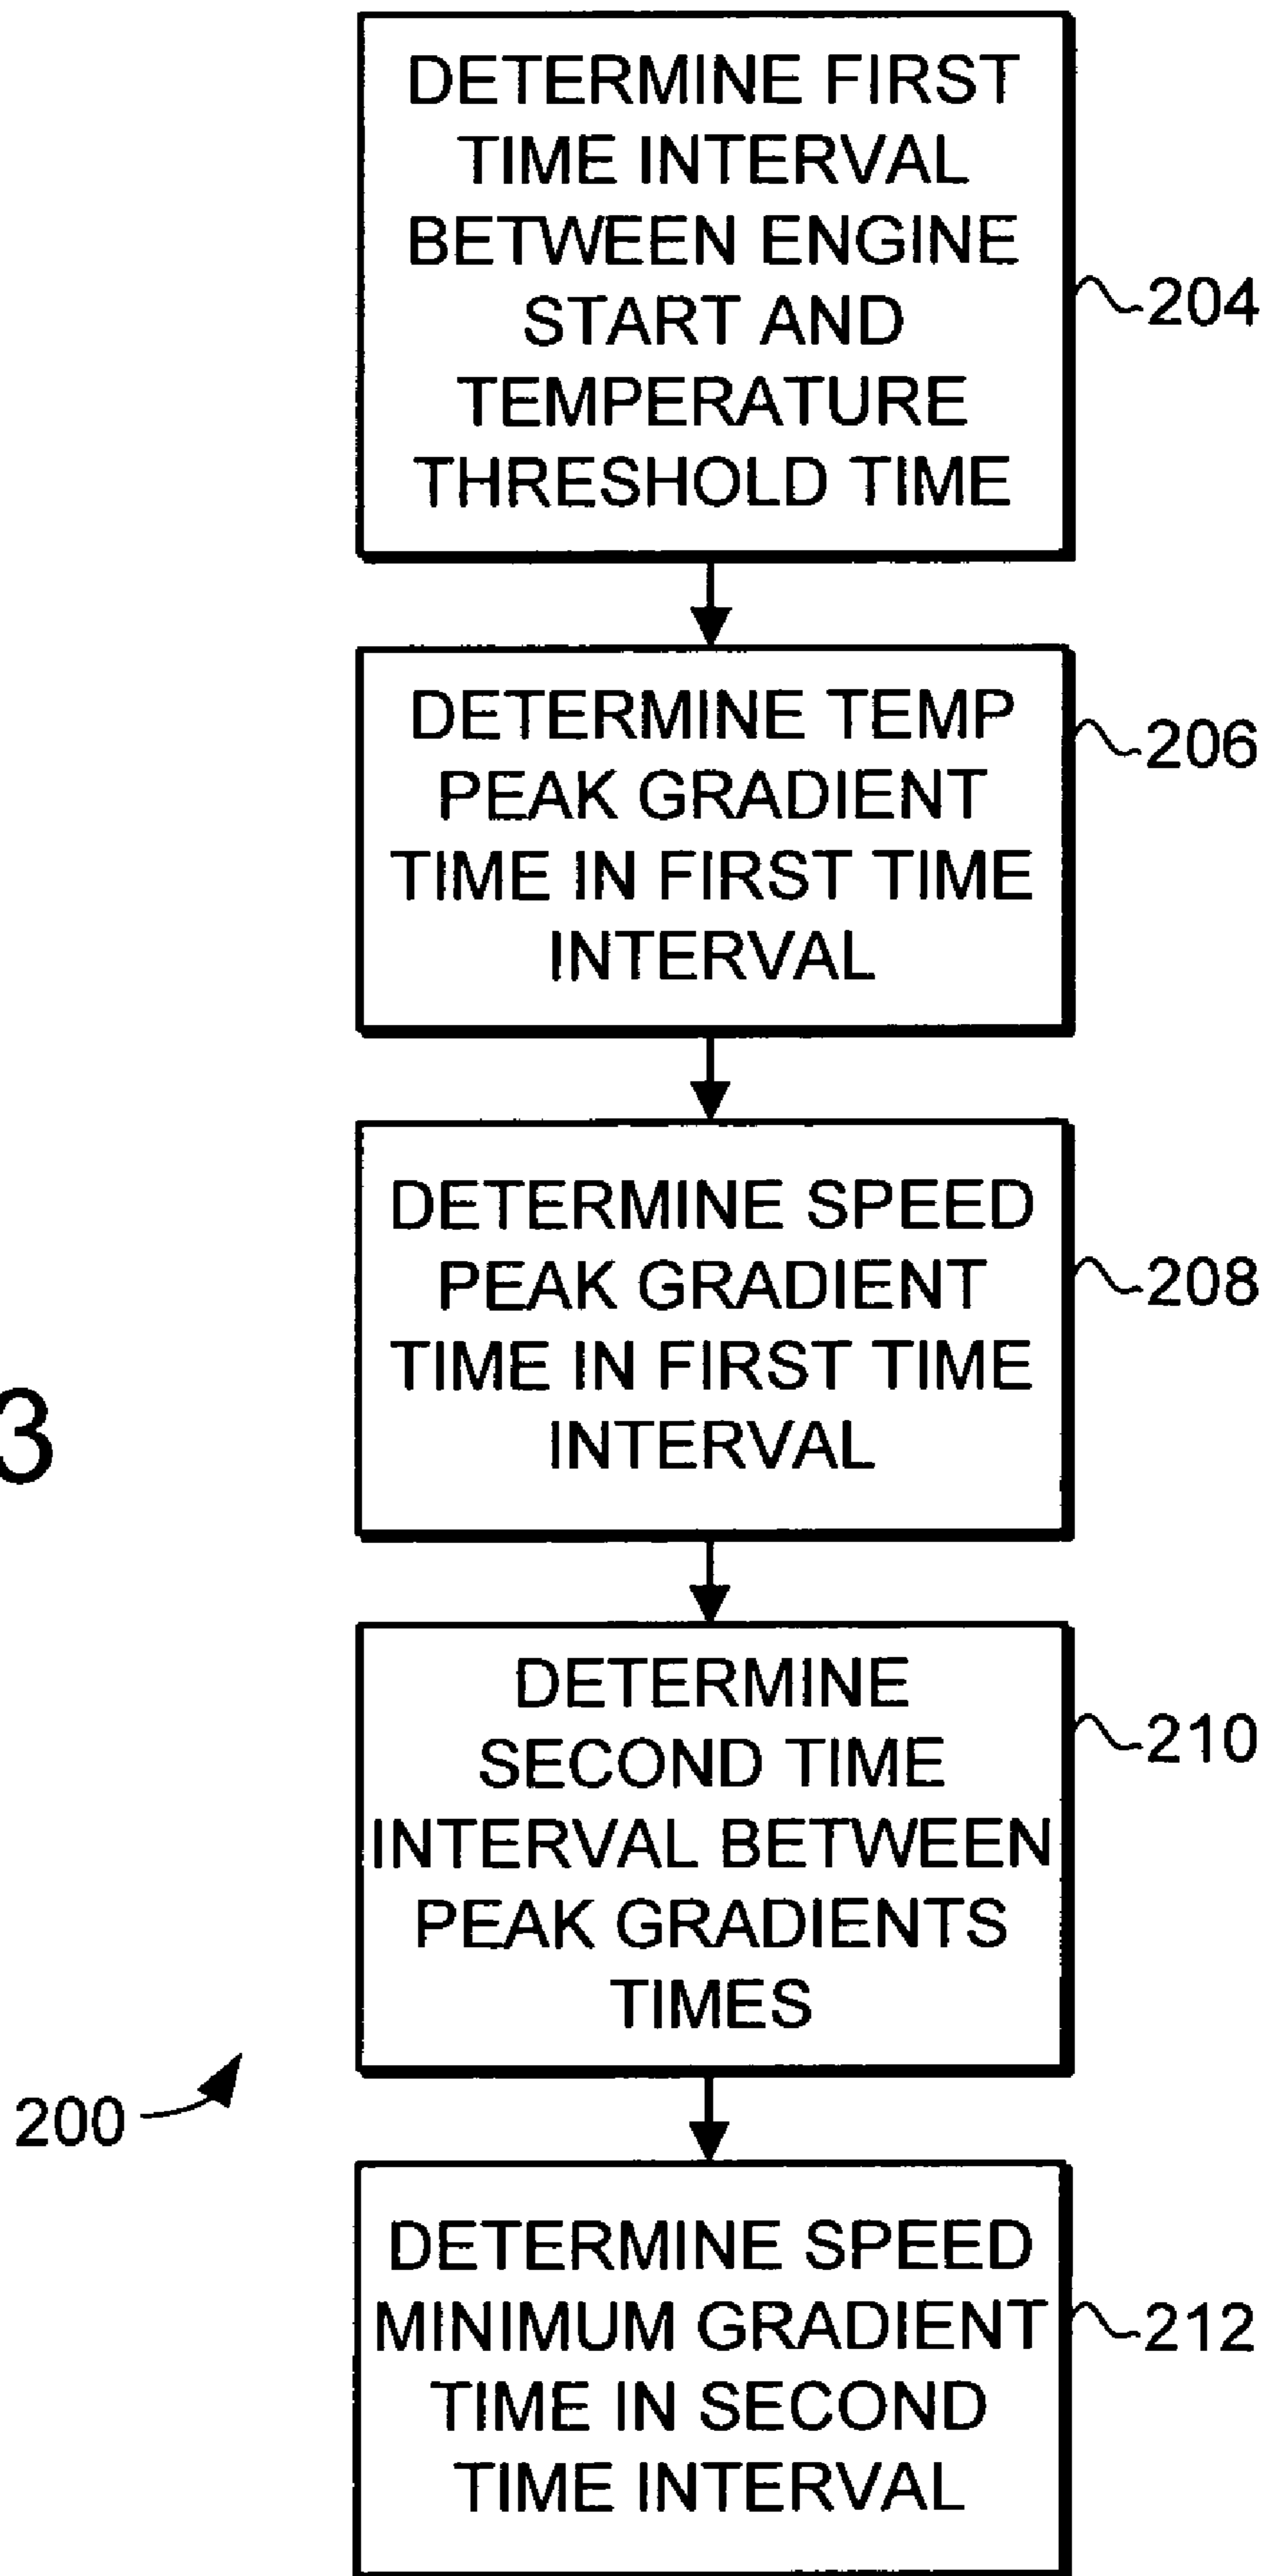 DETERMINE FIRST
TIME INTERVAL
BETWEEN ENGINE
START AND
TEMPERATURE
THRESHOLD TIME
204
DETERMINE TEMP
PEAK GRADIENT
TIME IN FIRST TIME
INTERVAL
206
DETERMINE SPEED
PEAK GRADIENT
TIME IN FIRST TIME
INTERVAL
208
3
DETERMINE
SECOND TIME
INTERVAL BETWEEN
PEAK GRADIENTS
TIMES
210
200
DETERMINE SPEED
MINIMUM GRADIENT
TIME IN SECOND
TIME INTERVAL
212